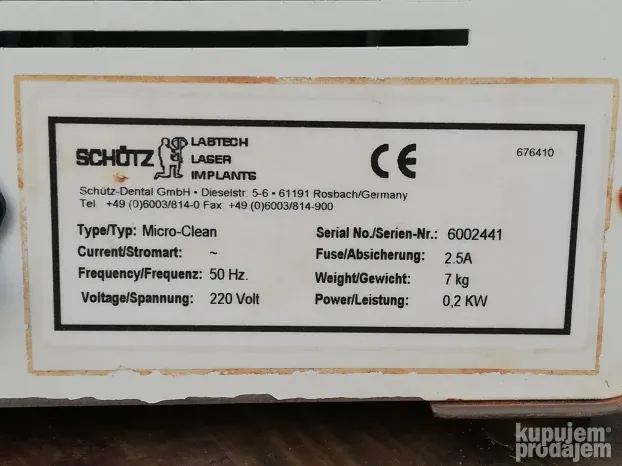 SCHÜTZ
LABTECH
LASER
IMPLANTS
676410
Schütz-Dental GmbH • Dieselstr. 5-6 • 61191 Rosbach/Germany
Tel +49 (0)6003/814-0 Fax +49 (0)6003/814-900
Type/Typ: Micro-Clean
Current/Stromart: ~
Frequency/Frequenz: 50 Hz.
Voltage/Spannung: 220 Volt
Serial No./Serien-Nr.: 6002441
Fuse/Absicherung: 2.5A
Weight/Gewicht: 7 kg
Power/Leistung: 0,2 KW
CE
kupujem
prodajem